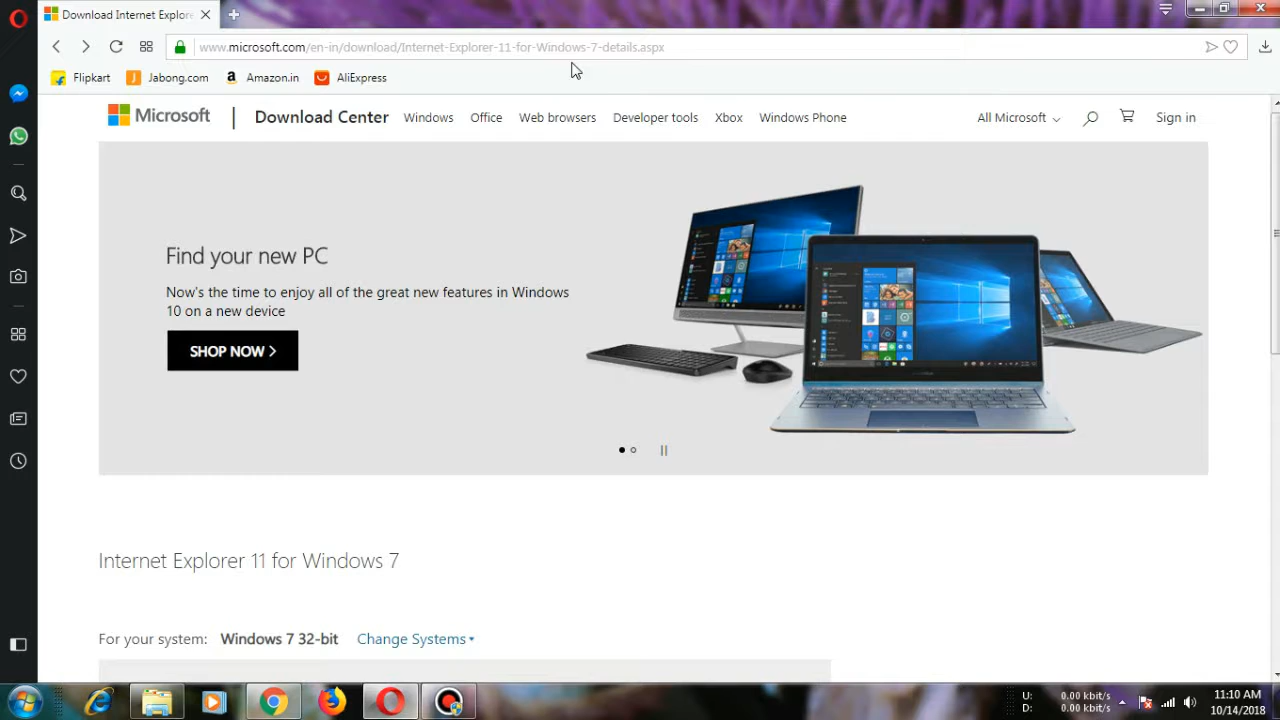 Download Internet Explore
www.microsoft.com/en-in/download/Internet-Explorer-11-for-Windows-7-details.aspx
Flipkart
Jabong.com
Amazon.in
AliExpress
Microsoft
Download Center
Windows
Office
Web browsers
Developer tools
Xbox
Windows Phone
All Microsoft
Sign in
Find your new PC
Now's the time to enjoy all of the great new features in Windows
10 on a new device
SHOP NOW
Internet Explorer 11 for Windows 7
For your system: Windows 7 32-bit Change Systems
U: 0.00 kbit/s
D: 0.00 kbit/s
11:10 AM
10/14/2018